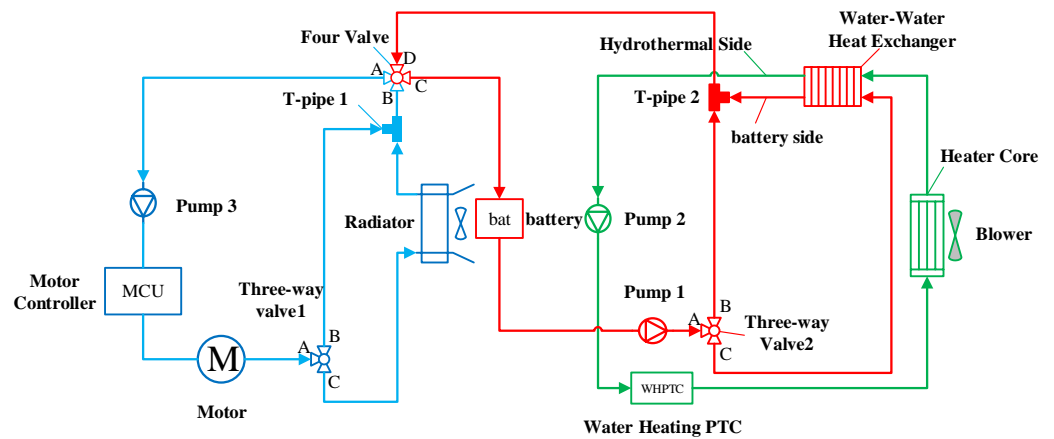 Water-Water
Heat Exchanger
Four Valve
Hydrothermal Side
D
A
C
B
T-pipe 1
T-pipe 2
battery side
Heater Core
Pump 3
Radiator
bat
battery
Pump 2
Blower
Motor
Controller
MCU
Three-way
valve1
Pump 1
B
A
Three-way
Valve2
C
B
A
M
C
WHPTC
Motor
Water Heating PTC